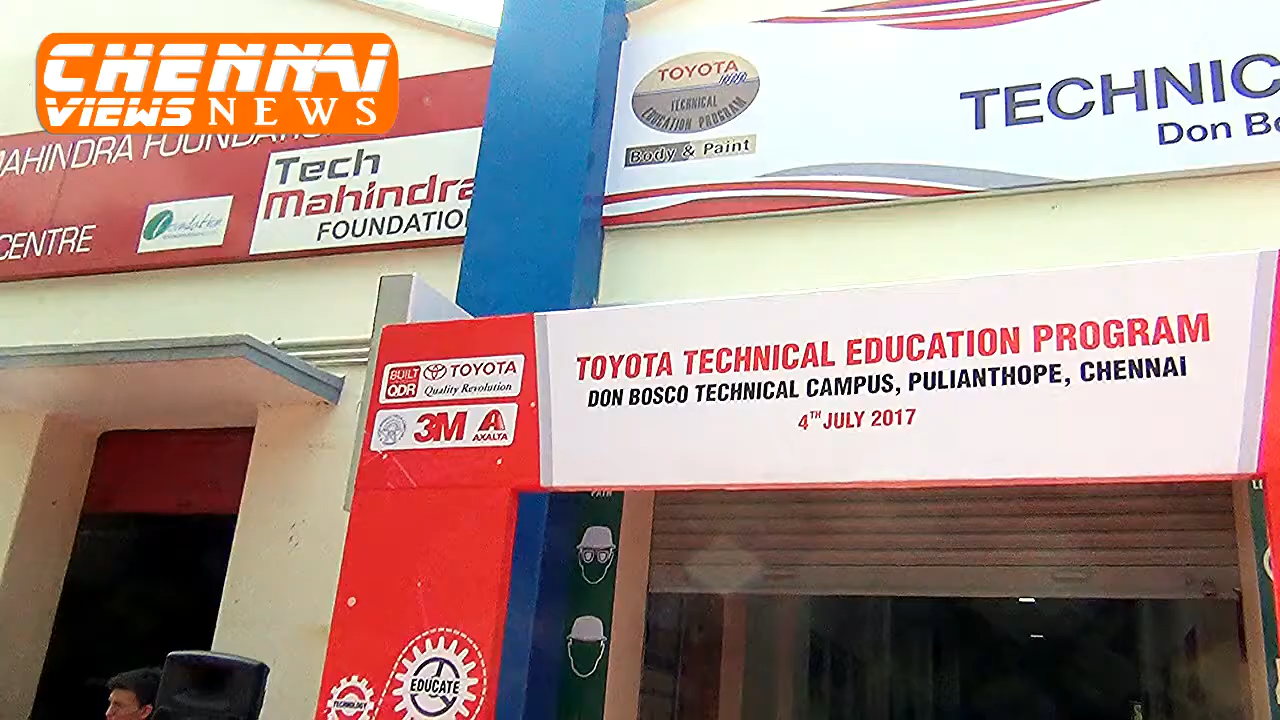 CHENNAI
VIEWS NEWS
MAHINDRA FOUNDATION
CENTRE
Tech
Mahindra
FOUNDATION
TOYOTA
TECHNICAL
EDUCATION PROGRAM
Body & Paint
TECHNIC
Don Bo
BUILT
QDR
TOYOTA
Quality Revolution
3M
AXALTA
TOYOTA TECHNICAL EDUCATION PROGRAM
DON BOSCO TECHNICAL CAMPUS, PULIANTHOPE, CHENNAI
4TH JULY 2017
EDUCATE
TECHNOLOGY